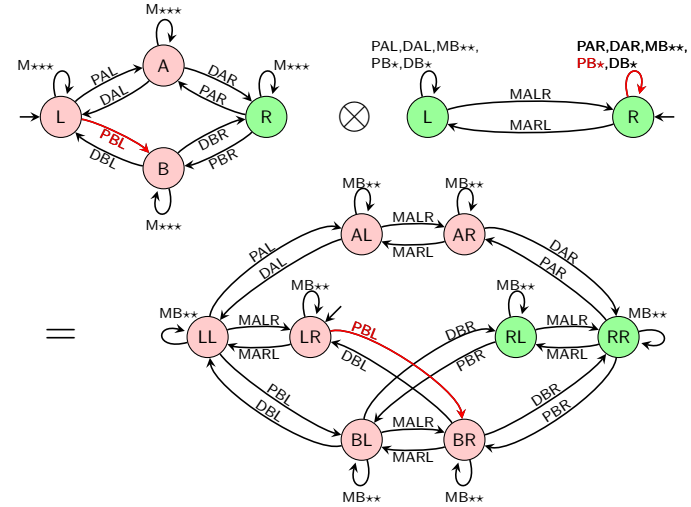 M⋆⋆⋆
PAL,DAL,MB⋆⋆,
PB⋆,DB⋆
PAR,DAR,MB⋆⋆,
PB⋆,DB⋆
M⋆⋆⋆
PAL
A
DAR
M⋆⋆⋆
DAL
PAR
MALR
L
R
⊗
L
R
PBL
DBR
MARL
DBL
B
PBR
M⋆⋆⋆
MB⋆⋆
MB⋆⋆
MALR
AL
AR
PAL
MARL
DAR
DAL
PAR
MB⋆⋆
MB⋆⋆
MB⋆⋆
MB⋆⋆
MALR
PBL
DBR
MALR
=
LL
LR
RL
RR
MARL
DBL
PBR
MARL
PBL
DBR
DBL
PBR
MALR
BL
BR
MARL
MB⋆⋆
MB⋆⋆